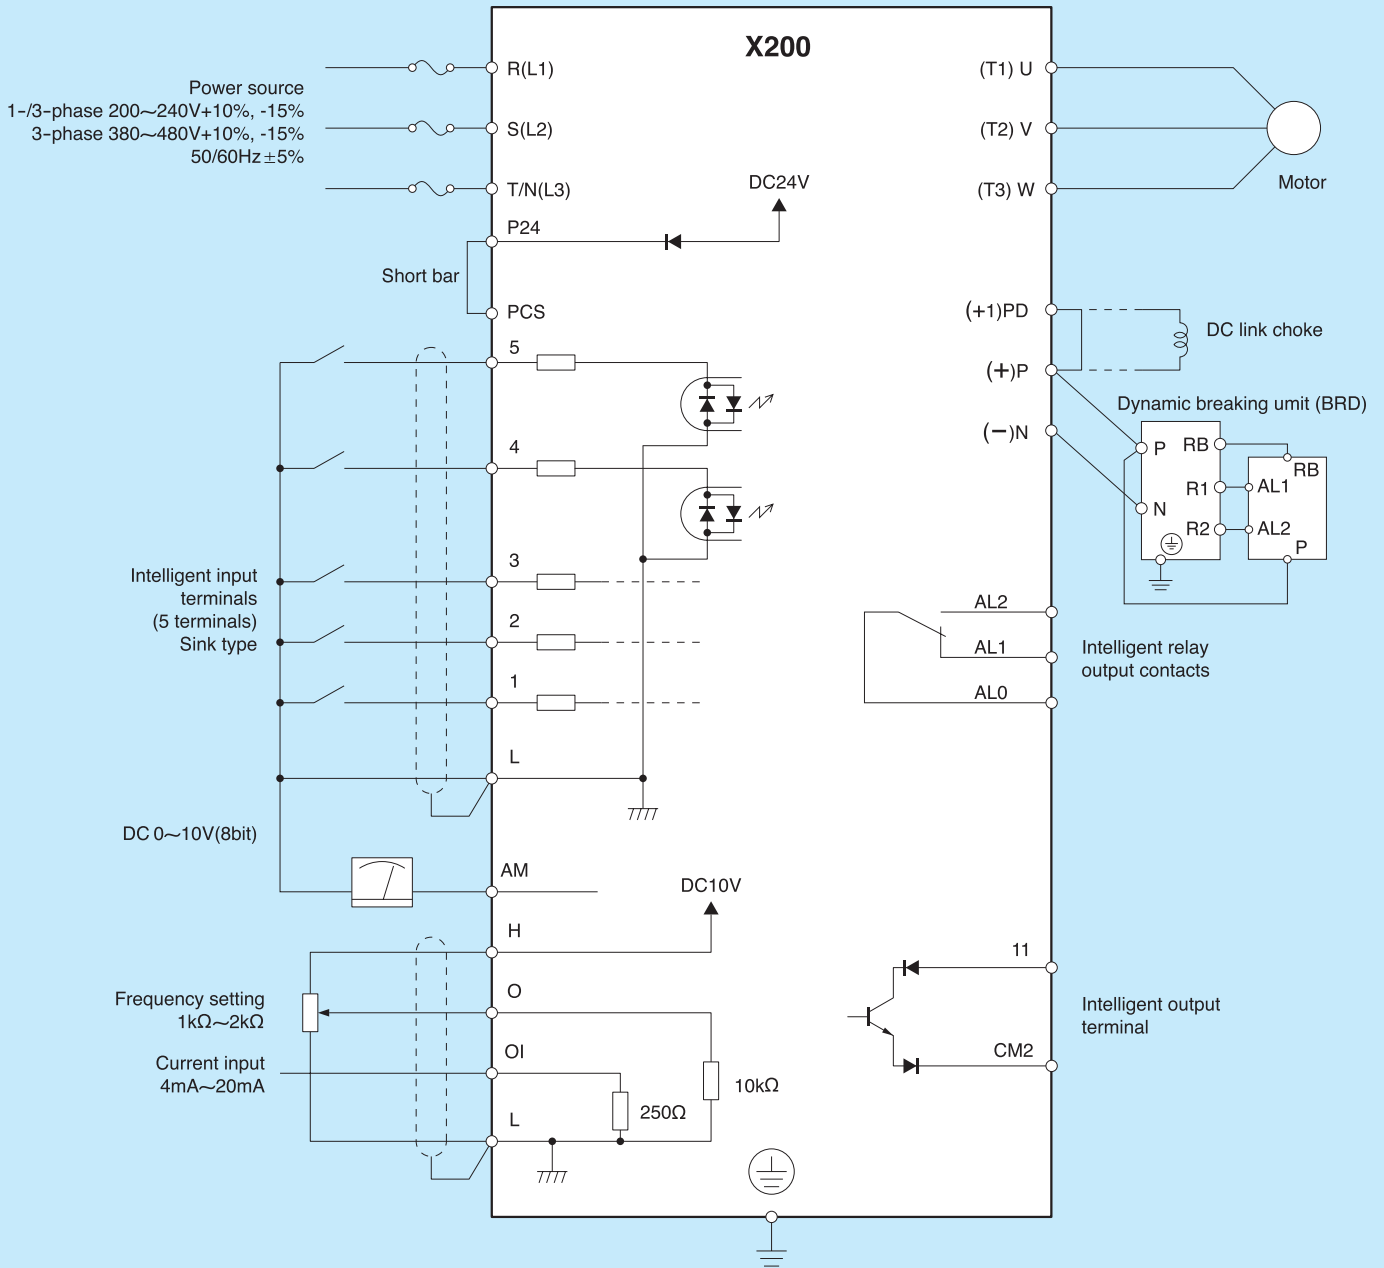 X200
Power source
1-/3-phase 200~240V+10%, -15%
3-phase 380~480V+10%, -15%
50/60Hz±5%
R(L1)
S(L2)
T/N(L3)
P24
Short bar
PCS
DC24V
5
4
3
2
1
L
Intelligent input
terminals
(5 terminals)
Sink type
DC 0~10V(8bit)
AM
H
DC10V
O
Frequency setting
1kΩ~2kΩ
OI
Current input
4mA~20mA
L
250Ω
10kΩ
(T1) U
(T2) V
(T3) W
Motor
(+1)PD
(+)P
(−)N
DC link choke
Dynamic breaking umit (BRD)
P
N
RB
R1
R2
RB
AL1
AL2
P
AL2
AL1
AL0
Intelligent relay
output contacts
11
CM2
Intelligent output
terminal